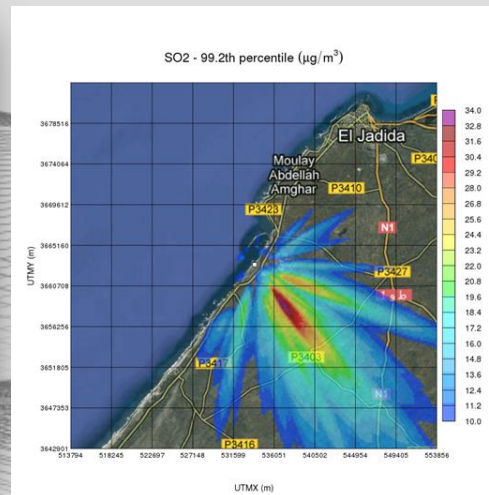 SO2 - 99.2th percentile (μg/m³)
3678516
3674064
3669612
3665160
3660708
3656256
3651805
3647353
3642901
El Jadida
Moulay
Abdellah
Amghar
P3410
P3423
N1
P3427
P3417
P3403
N1
P3416
34.0
32.8
31.6
30.4
29.2
28.0
26.8
25.6
24.4
23.2
22.0
20.8
19.6
18.4
17.2
16.0
14.8
13.6
12.4
11.2
10.0
513794 518245 522697 527148 531599 536051 540502 544954 549405 553856
UTMX (m)
UTMY (m)